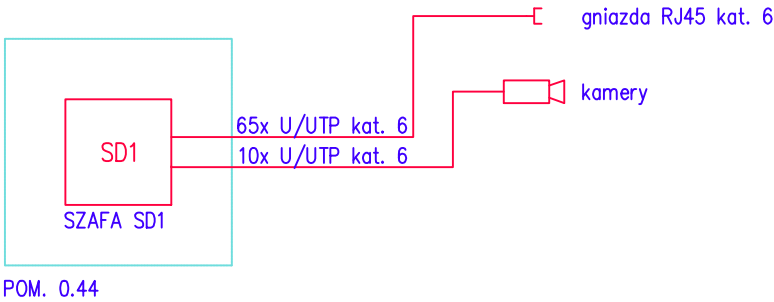 gniazda RJ45 kat. 6
kamery
65x U/UTP kat. 6
SD1
10x U/UTP kat. 6
SZAFA SD1
POM. 0.44